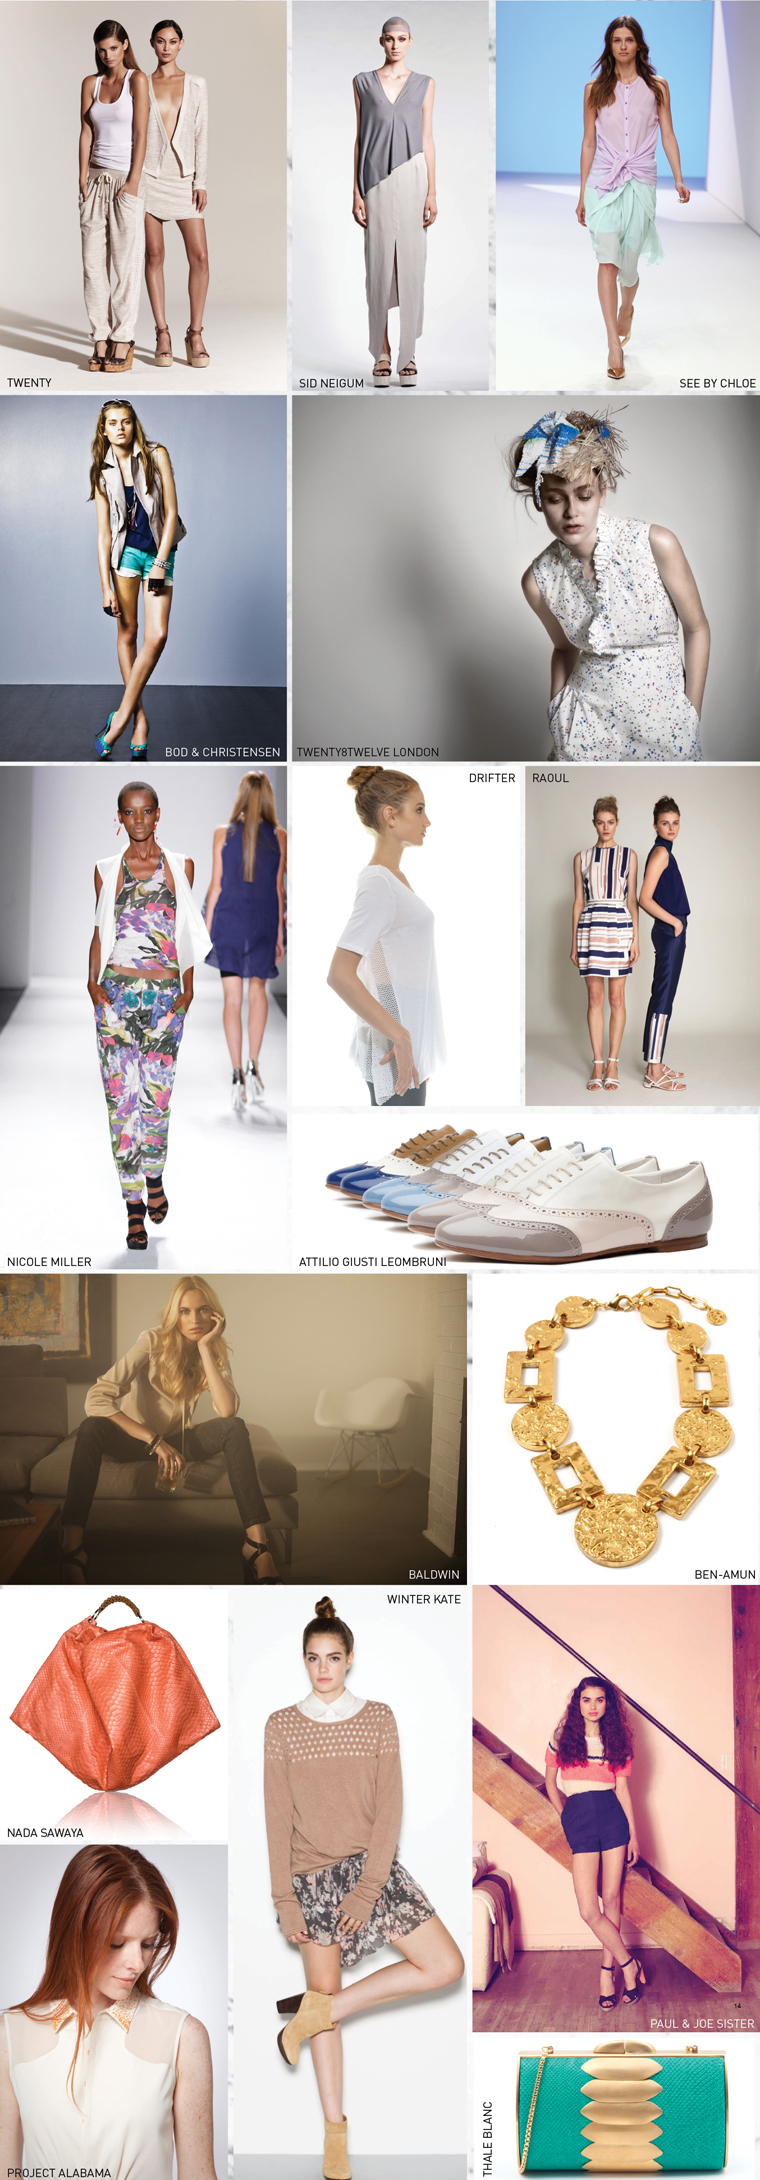 TWENTY
SID NEIGUM
SEE BY CHLOE
BOD & CHRISTENSEN
TWENTY8TWELVE LONDON
DRIFTER
RAOUL
NICOLE MILLER
ATTILIO GIUSTI LEOMBRUNI
BALDWIN
BEN-AMUN
WINTER KATE
NADA SAWAYA
14
PAUL & JOE SISTER
THALE BLANC
PROJECT ALABAMA